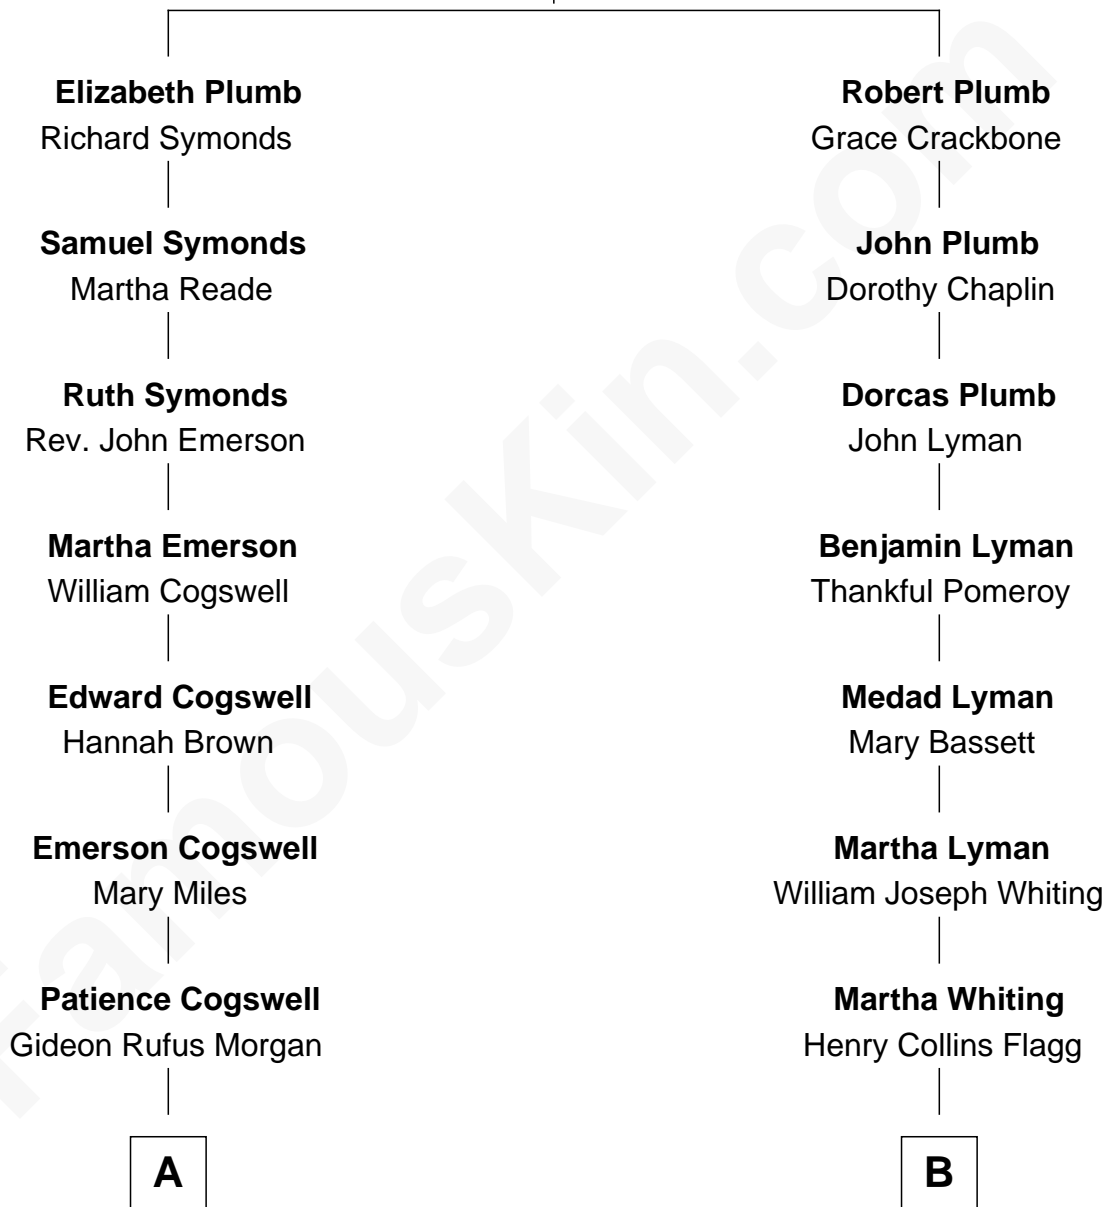 Elizabeth Plumb
Richard Symonds
Samuel Symonds
Martha Reade
Ruth Symonds
Rev. John Emerson
Martha Emerson
William Cogswell
Edward Cogswell
Hannah Brown
Emerson Cogswell
Mary Miles
Patience Cogswell
Gideon Rufus Morgan
A
Robert Plumb
Grace Crackbone
John Plumb
Dorothy Chaplin
Dorcas Plumb
John Lyman
Benjamin Lyman
Thankful Pomeroy
Medad Lyman
Mary Bassett
Martha Lyman
William Joseph Whiting
Martha Whiting
Henry Collins Flagg
B
FamousKin.com